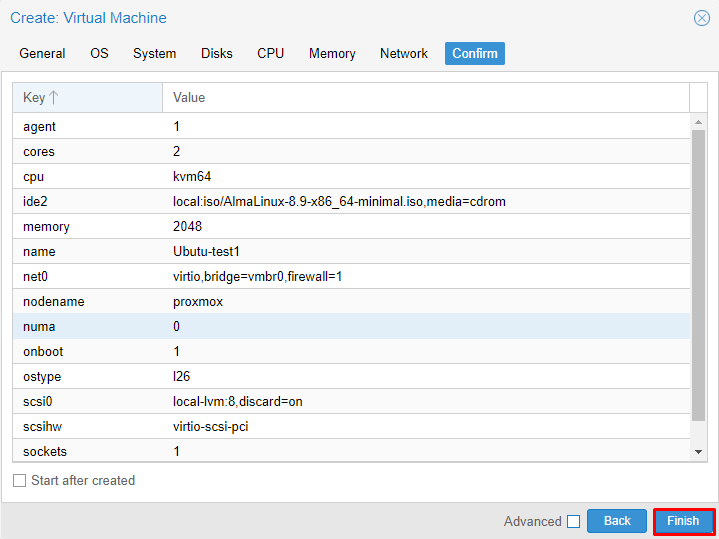 Create: Virtual Machine
General OS System Disks CPU Memory Network Confirm
Key Value
agent 1
cores 2
cpu kvm64
ide2 local:iso/AlmaLinux-8.9-x86_64-minimal.iso,media=cdrom
memory 2048
name Ubutu-test1
net0 virtio,bridge=vmbr0,firewall=1
nodename proxmox
numa 0
onboot 1
ostype l26
scsi0 local-lvm:8,discard=on
scsihw virtio-scsi-pci
sockets 1
Start after created
Advanced Back Finish